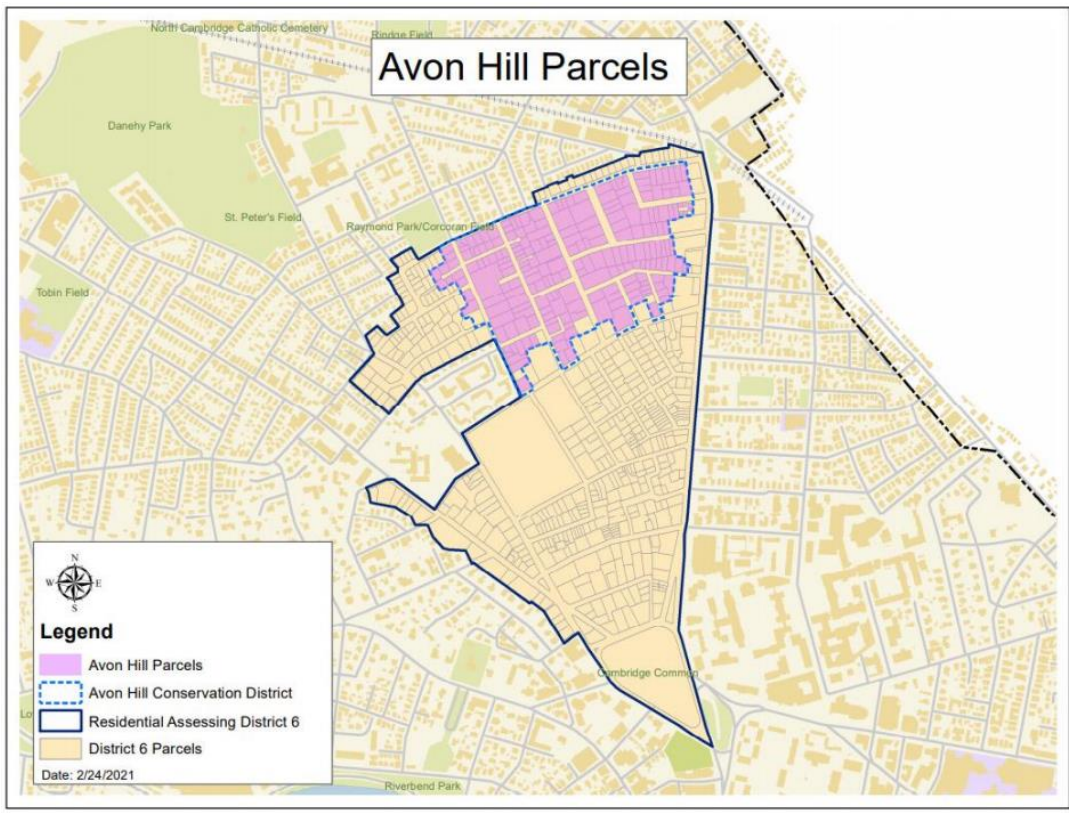 North Cambridge Catholic Cemetery
Rindge Field
Avon Hill Parcels
Danehy Park
St. Peter's Field
Raymond Park/Corcoran Field
Tobin Field
Cambridge Common
N
W E
S
Legend
Avon Hill Parcels
Avon Hill Conservation District
Residential Assessing District 6
District 6 Parcels
Date: 2/24/2021
Lo
Riverbend Park